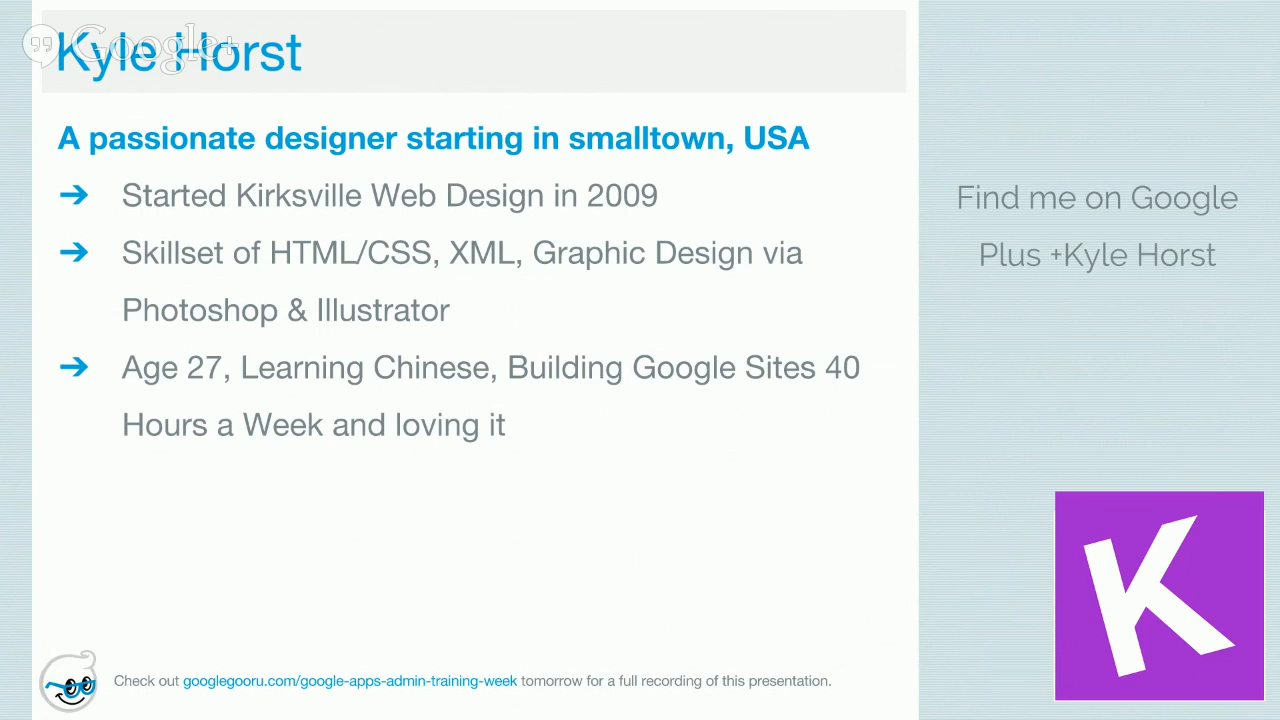 Google+
Kyle Horst
A passionate designer starting in smalltown, USA
➔ Started Kirksville Web Design in 2009
➔ Skillset of HTML/CSS, XML, Graphic Design via
Photoshop & Illustrator
➔ Age 27, Learning Chinese, Building Google Sites 40
Hours a Week and loving it
Find me on Google
Plus +Kyle Horst
K
Check out googlegooru.com/google-apps-admin-training-week tomorrow for a full recording of this presentation.